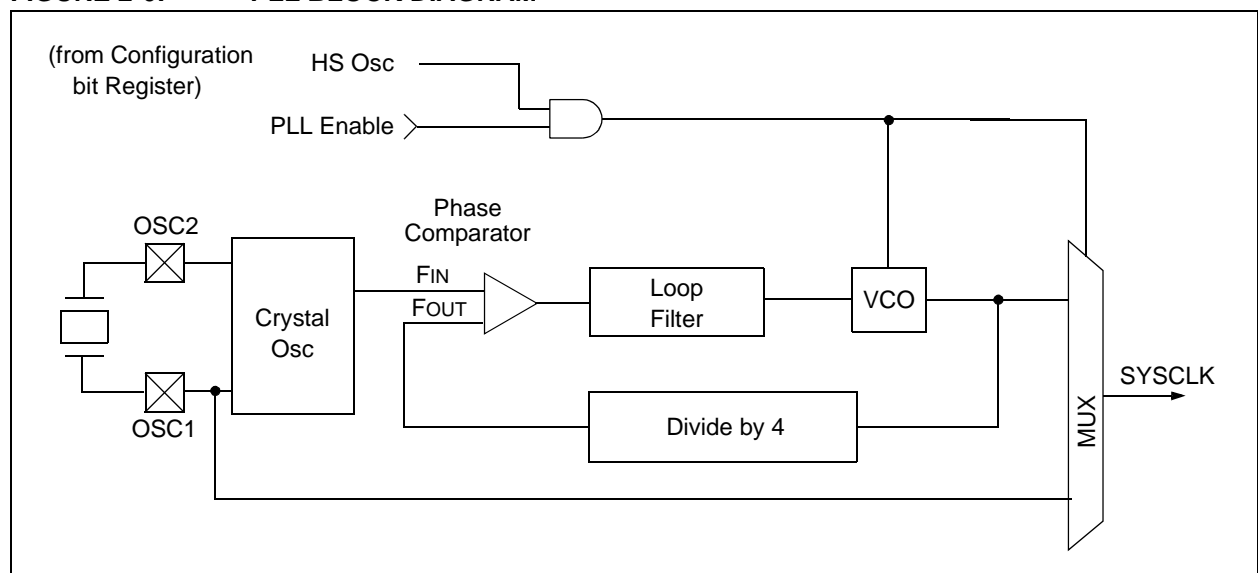 (from Configuration
bit Register)
HS Osc
PLL Enable
Phase
Comparator
OSC2
Crystal
Osc
OSC1
FIN
FOUT
Loop
Filter
VCO
Divide by 4
MUX
SYSCLK